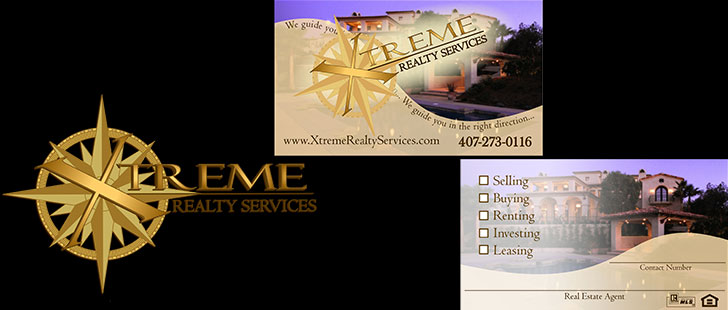 XTREME
REALTY SERVICES
We guide you
XTREME
REALTY SERVICES
We guide you in the right direction...
www.XtremeRealtyServices.com
407-273-0116
Selling
Buying
Renting
Investing
Leasing
Contact Number
Real Estate Agent
MLS